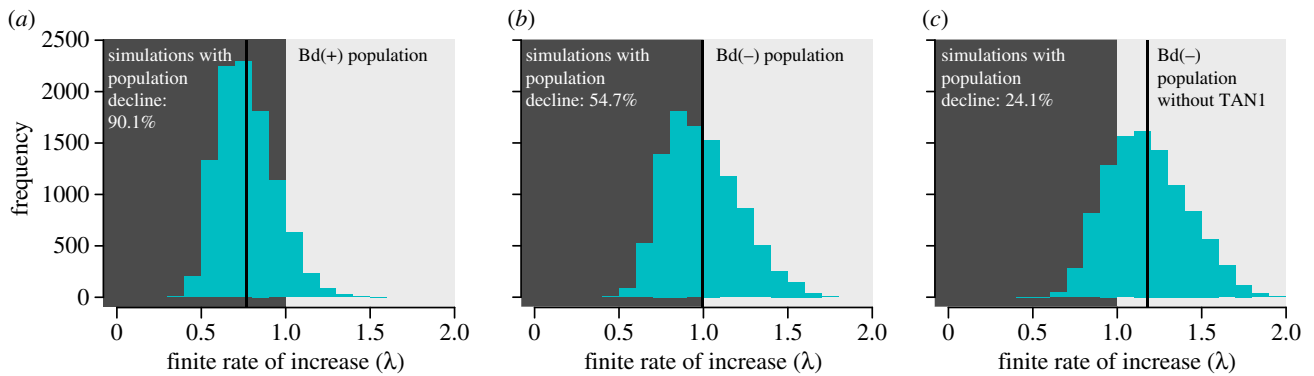 (a)
(b)
(c)
simulations with
population
decline:
90.1%
Bd(+) population
simulations with
population
decline: 54.7%
Bd(–) population
simulations with
population
decline: 24.1%
Bd(–)
population
without TAN1
frequency
2500
2000
1500
1000
500
0
0 0.5 1.0 1.5 2.0
0 0.5 1.0 1.5 2.0
0 0.5 1.0 1.5 2.0
finite rate of increase (λ)
finite rate of increase (λ)
finite rate of increase (λ)